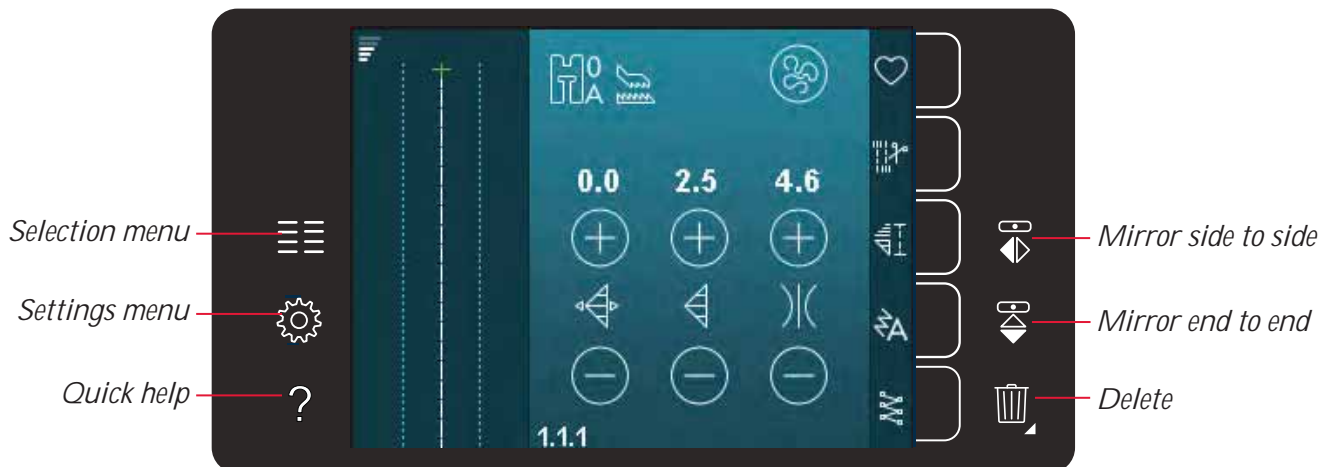 0
A
0.0 2.5 4.6
Selection menu
Mirror side to side
Settings menu
A
Mirror end to end
Quick help
?
Delete
1.1.1